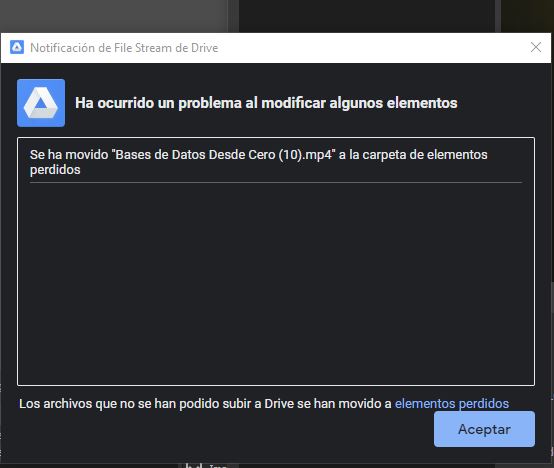 Notificación de File Stream de Drive
Ha ocurrido un problema al modificar algunos elementos
Se ha movido "Bases de Datos Desde Cero (10).mp4" a la carpeta de elementos
perdidos
Los archivos que no se han podido subir a Drive se han movido a elementos perdidos
Aceptar